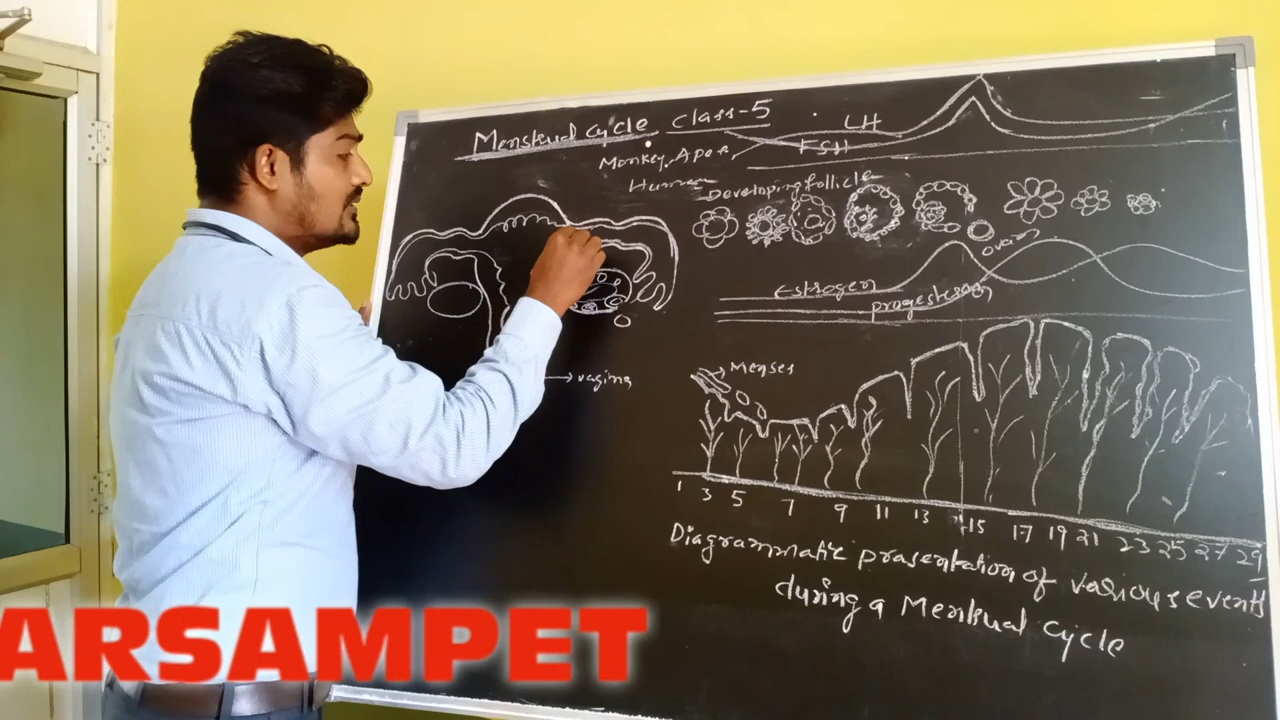 Menstrual Cycle class-5
LH
FSH
Monkey, Apes,
Human
Developing follicle
ovum
Estrogen
progesteron
Menses
vagina
1 3 5 7 9 11 13 15 17 19 21 23 25 27 29
Diagrammatic prasentation of various events
during a Menstrual Cycle
ARSAMPET